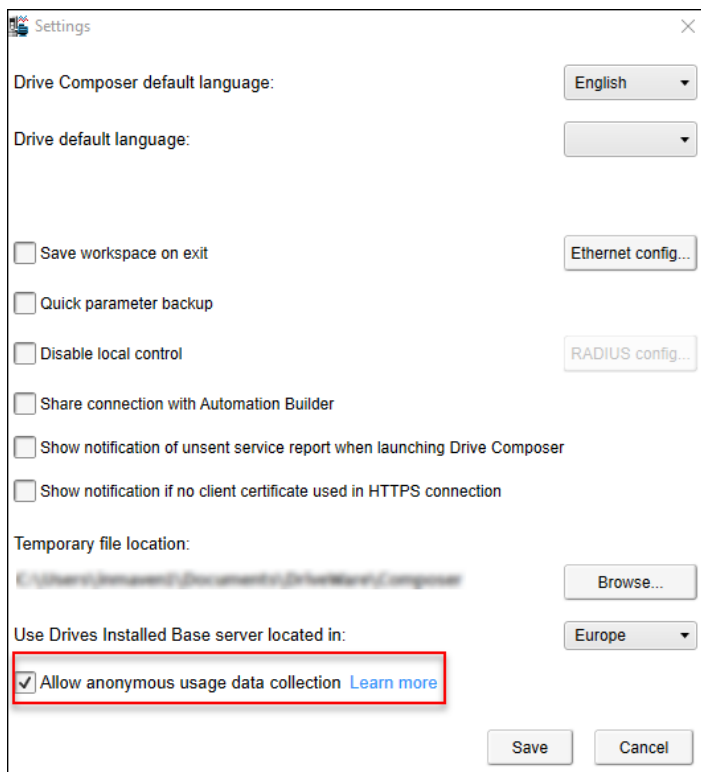 Settings
Drive Composer default language:
English
Drive default language:
Save workspace on exit
Ethernet config...
Quick parameter backup
Disable local control
RADIUS config...
Share connection with Automation Builder
Show notification of unsent service report when launching Drive Composer
Show notification if no client certificate used in HTTPS connection
Temporary file location:
Browse...
Use Drives Installed Base server located in:
Europe
Allow anonymous usage data collection Learn more
Save
Cancel